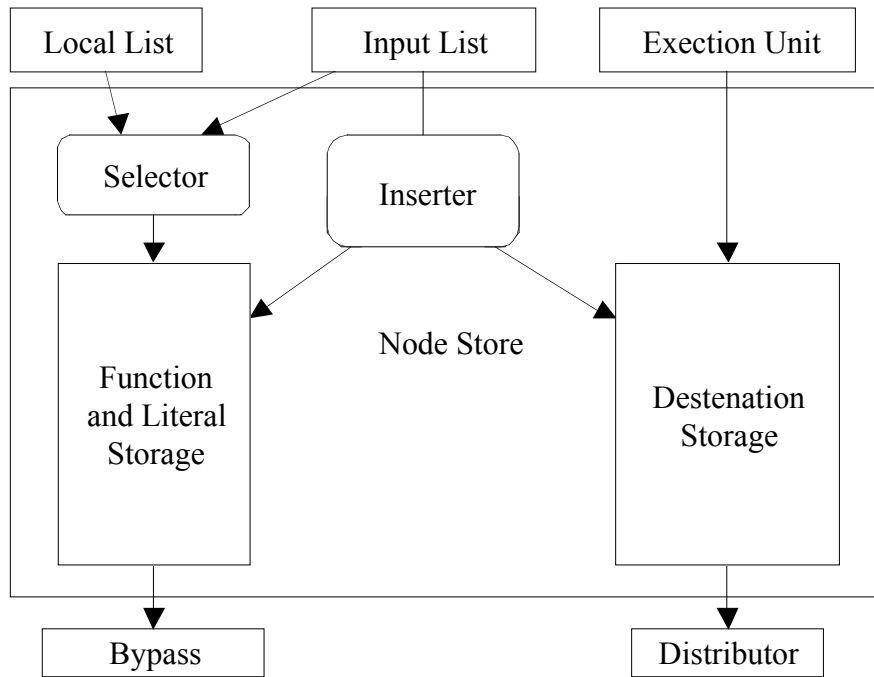 Local List
Input List
Exection Unit
Selector
Inserter
Node Store
Function
and Literal
Storage
Destenation
Storage
Bypass
Distributor